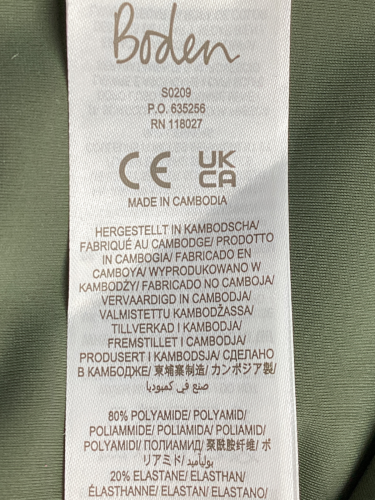 Boden
S0209
P.O. 635256
RN 118027
CE UK CA
MADE IN CAMBODIA
HERGESTELLT IN KAMBODSCHA/
FABRIQUÉ AU CAMBODGE/ PRODOTTO
IN CAMBOGIA/ FABRICADO EN
CAMBOYA/ WYPRODUKOWANO W
KAMBODŻY/ FABRICADO NO CAMBOJA/
VERVAARDIGD IN CAMBODJA/
VALMISTETTU KAMBODŽASSA/
TILLVERKAD I KAMBODJA/
FREMSTILLET I CAMBODJA/
PRODUSERT I KAMBODSJA/ СДЕЛАНО
В КАМБОДЖЕ/ 柬埔寨制造/ カンボジア製/
صنع في كمبوديا
80% POLYAMIDE/ POLYAMID/
POLIAMMIDE/ POLIAMIDA/ POLIAMID/
POLYAMIDI/ ПОЛИАМИД/ 聚酰胺纤维/ ポ
リアミド/ بوليأميد
20% ELASTANE/ ELASTHAN/
ÉLASTHANNE/ ELASTAN/ ELASTANO/